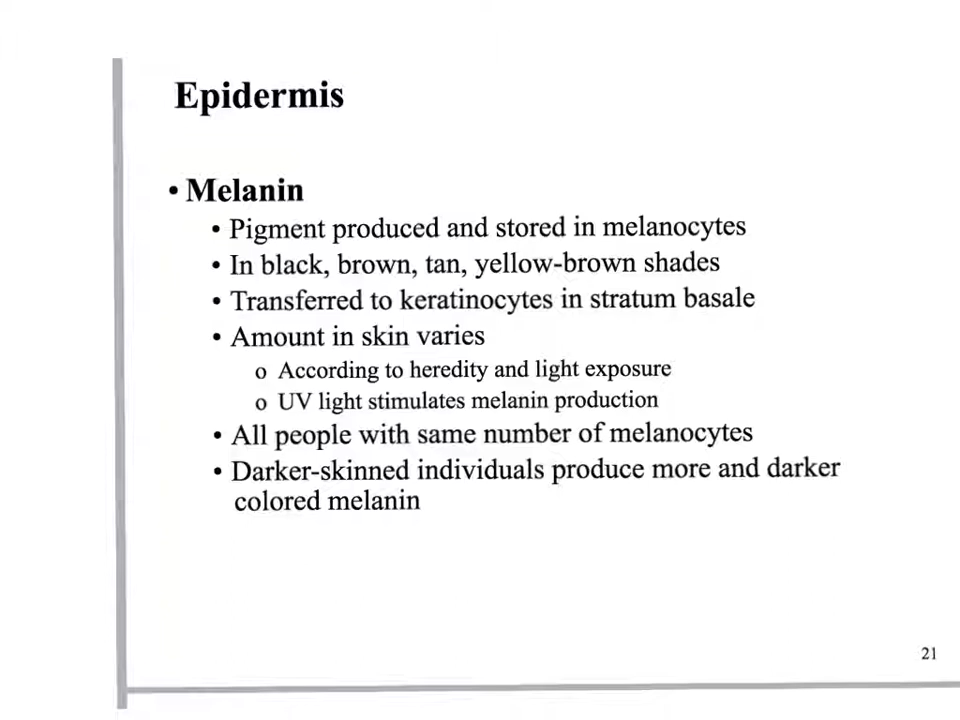 Epidermis
• Melanin
• Pigment produced and stored in melanocytes
• In black, brown, tan, yellow-brown shades
• Transferred to keratinocytes in stratum basale
• Amount in skin varies
o According to heredity and light exposure
o UV light stimulates melanin production
• All people with same number of melanocytes
• Darker-skinned individuals produce more and darker
colored melanin
21